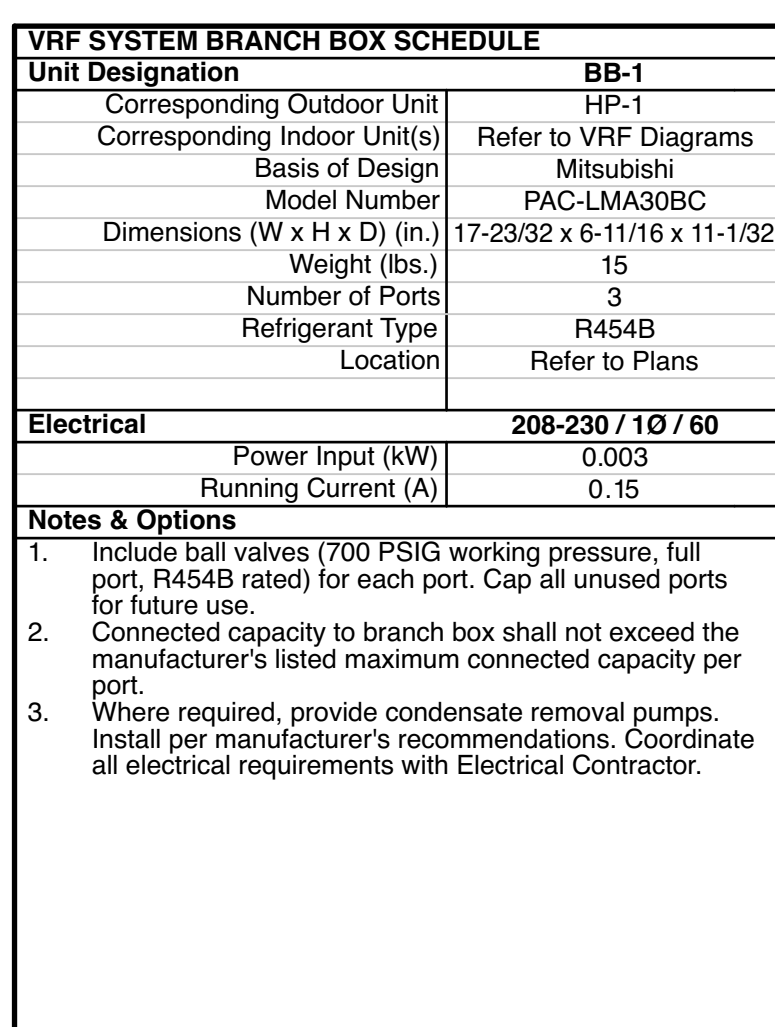 VRF SYSTEM BRANCH BOX SCHEDULE
Unit Designation BB-1
Corresponding Outdoor Unit HP-1
Corresponding Indoor Unit(s) Refer to VRF Diagrams
Basis of Design Mitsubishi
Model Number PAC-LMA30BC
Dimensions (W x H x D) (in.) 17-23/32 x 6-11/16 x 11-1/32
Weight (lbs.) 15
Number of Ports 3
Refrigerant Type R454B
Location Refer to Plans
Electrical 208-230 / 1Ø / 60
Power Input (kW) 0.003
Running Current (A) 0.15
Notes & Options
1. Include ball valves (700 PSIG working pressure, full
port, R454B rated) for each port. Cap all unused ports
for future use.
2. Connected capacity to branch box shall not exceed the
manufacturer's listed maximum connected capacity per
port.
3. Where required, provide condensate removal pumps.
Install per manufacturer's recommendations. Coordinate
all electrical requirements with Electrical Contractor.